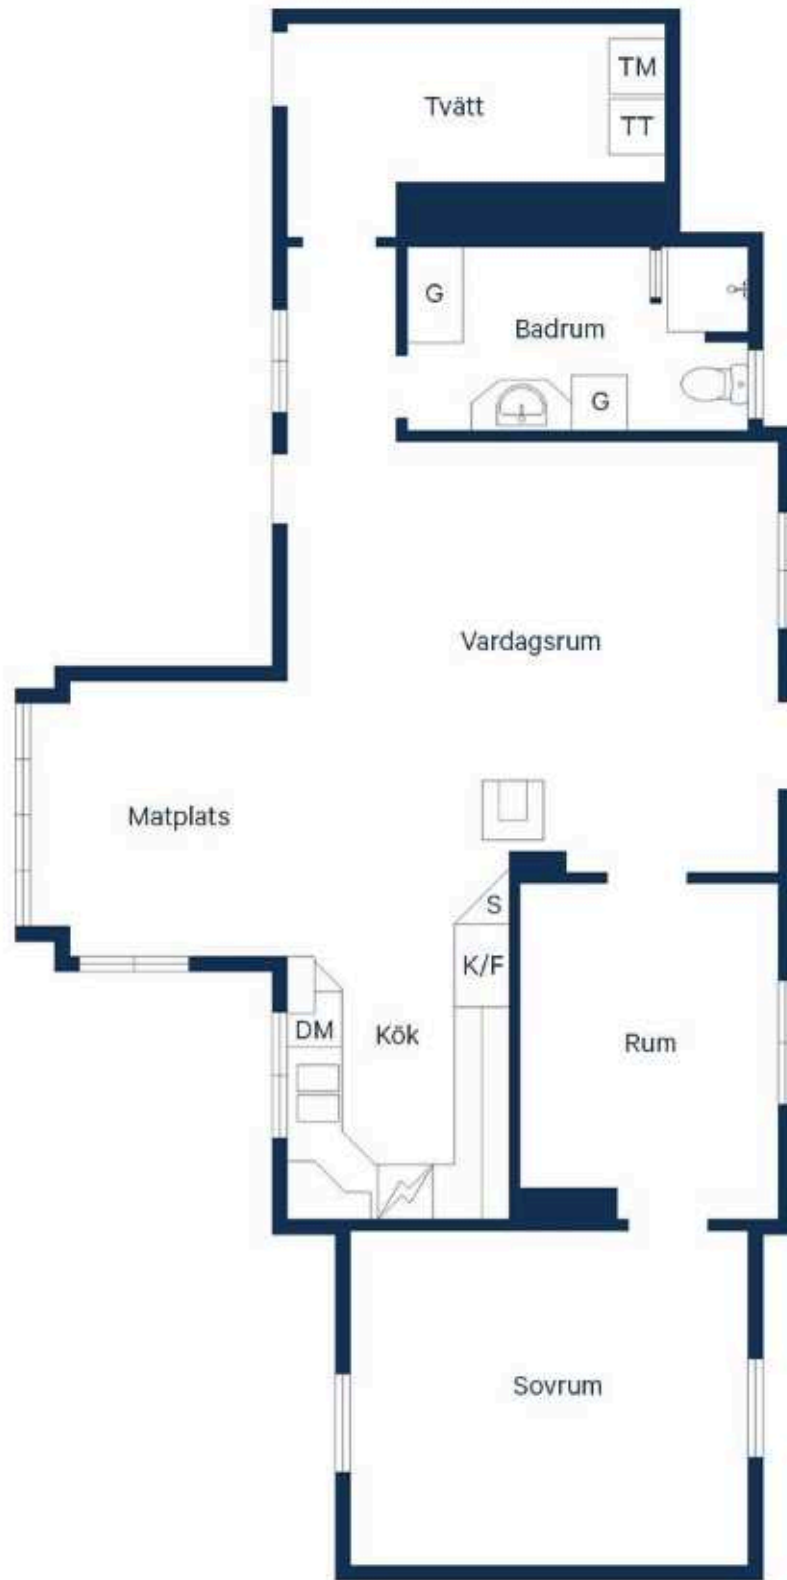 TM
Tvätt
TT
G
Badrum
G
Vardagsrum
Matplats
S
K/F
DM
Kök
Rum
Sovrum